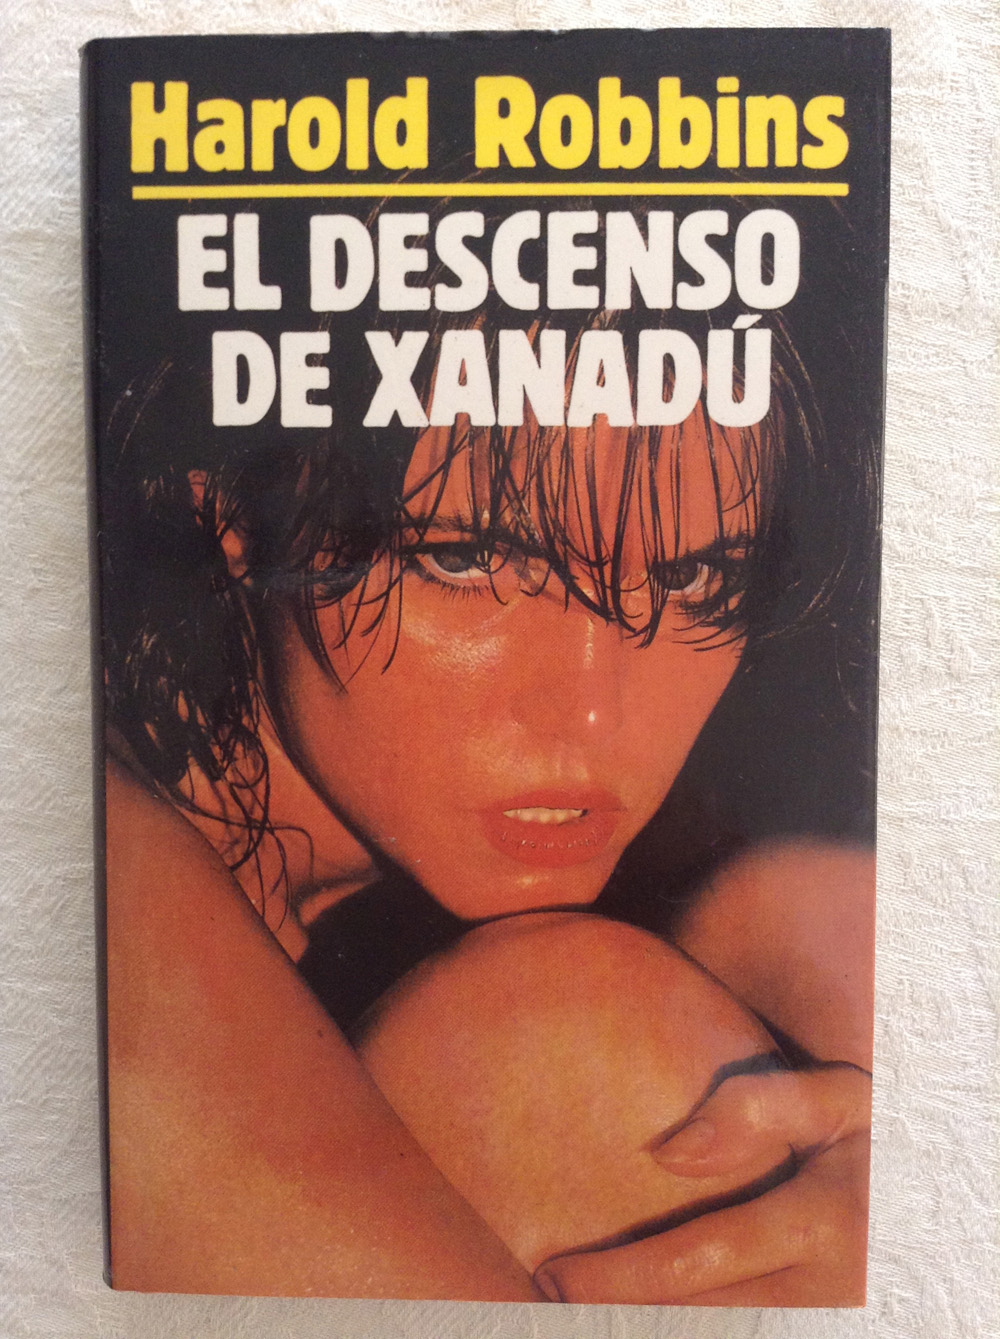 Harold Robbins
EL DESCENSO
DE XANADÚ